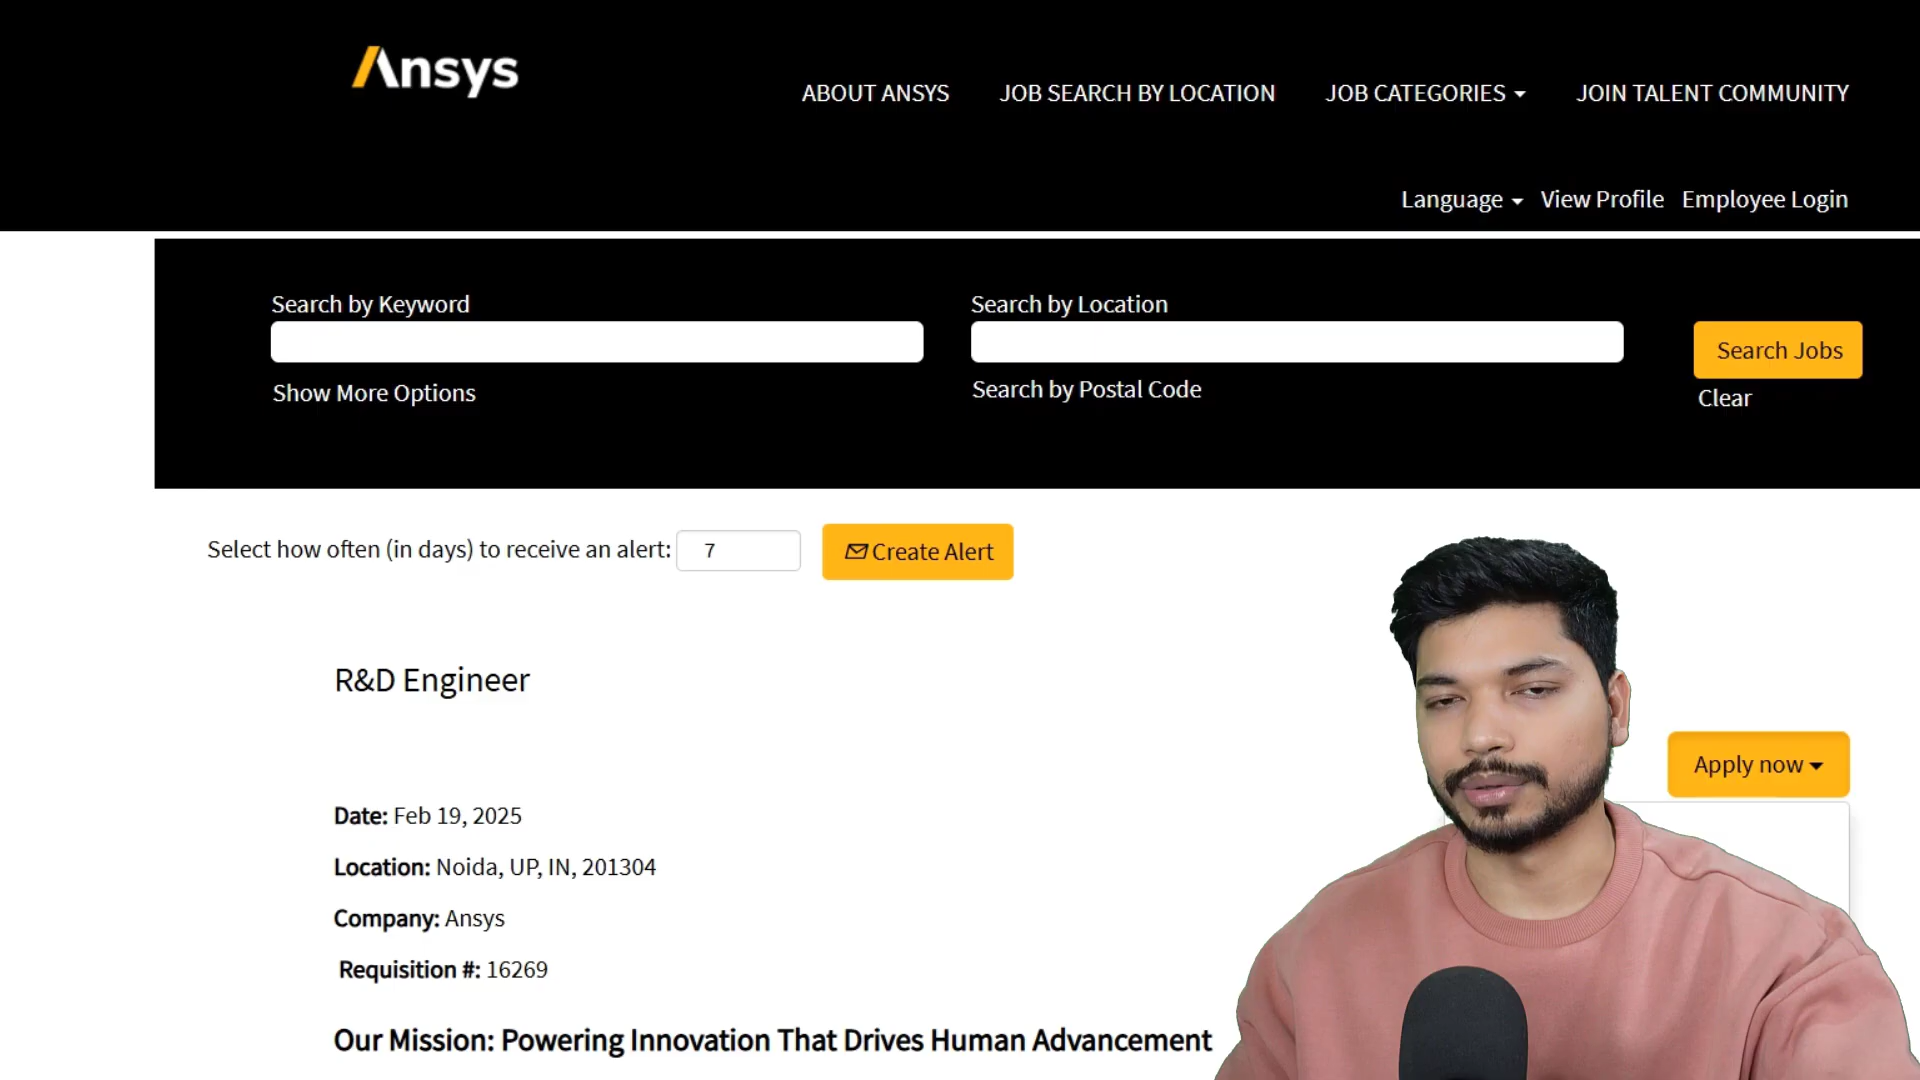 Ansys
ABOUT ANSYS JOB SEARCH BY LOCATION JOB CATEGORIES JOIN TALENT COMMUNITY
Language View Profile Employee Login
Search by Keyword Search by Location
Search Jobs
Show More Options Search by Postal Code Clear
Select how often (in days) to receive an alert: 7 Create Alert
R&D Engineer
Apply now
Date: Feb 19, 2025
Location: Noida, UP, IN, 201304
Company: Ansys
Requisition #: 16269
Our Mission: Powering Innovation That Drives Human Advancement